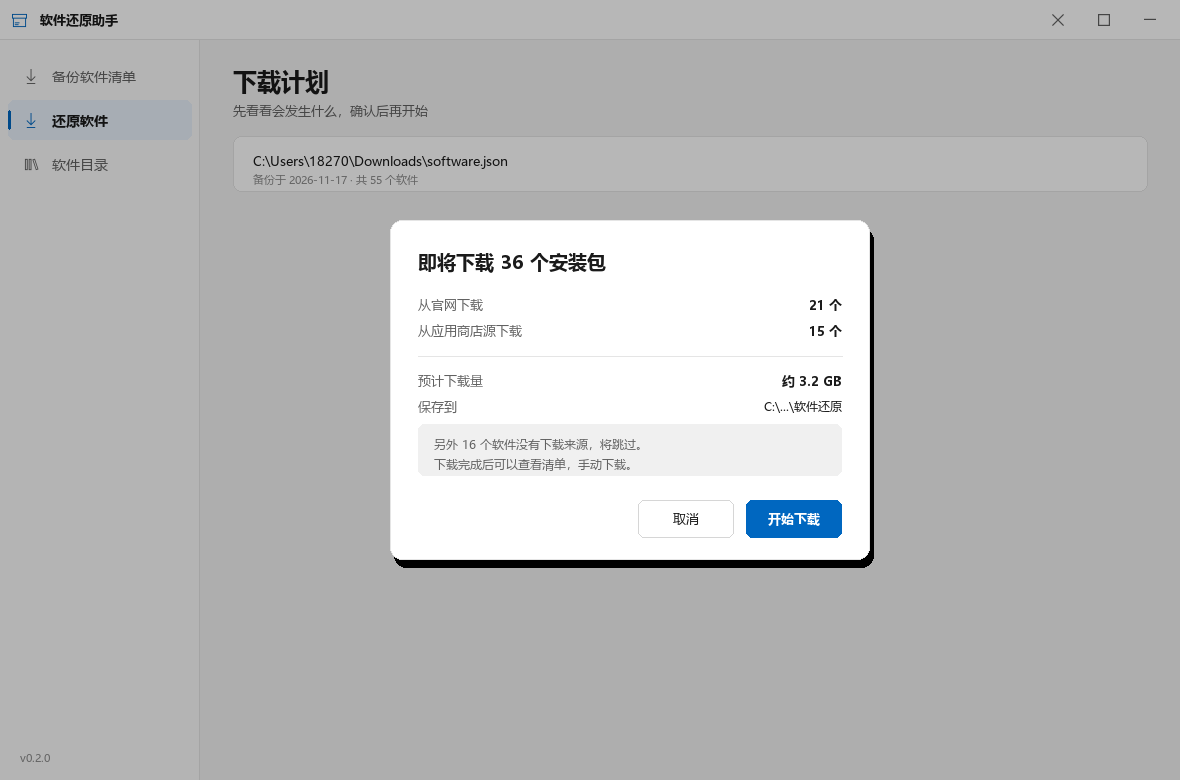 软件还原助手
备份软件清单
还原软件
软件目录
v0.2.0
下载计划
先看看会发生什么，确认后再开始
C:\Users\18270\Downloads\software.json
备份于 2026-11-17 · 共 55 个软件
即将下载 36 个安装包
从官网下载 21 个
从应用商店源下载 15 个
预计下载量 约 3.2 GB
保存到 C:\...\软件还原
另外 16 个软件没有下载来源，将跳过。
下载完成后可以查看清单，手动下载。
取消 开始下载